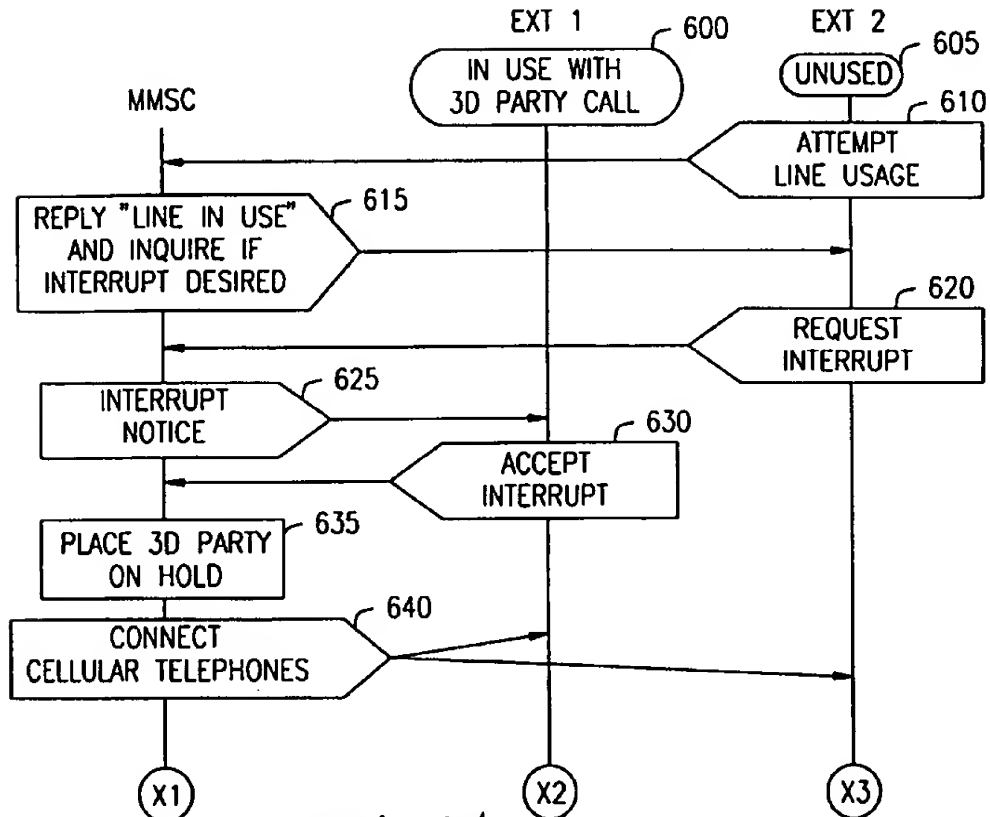 EXT 1
EXT 2
600
605
IN USE WITH
3D PARTY CALL
UNUSED
MMSC
610
ATTEMPT
LINE USAGE
615
REPLY "LINE IN USE"
AND INQUIRE IF
INTERRUPT DESIRED
620
REQUEST
INTERRUPT
625
INTERRUPT
NOTICE
630
ACCEPT
INTERRUPT
635
PLACE 3D PARTY
ON HOLD
640
CONNECT
CELLULAR TELEPHONES
X1
X2
X3